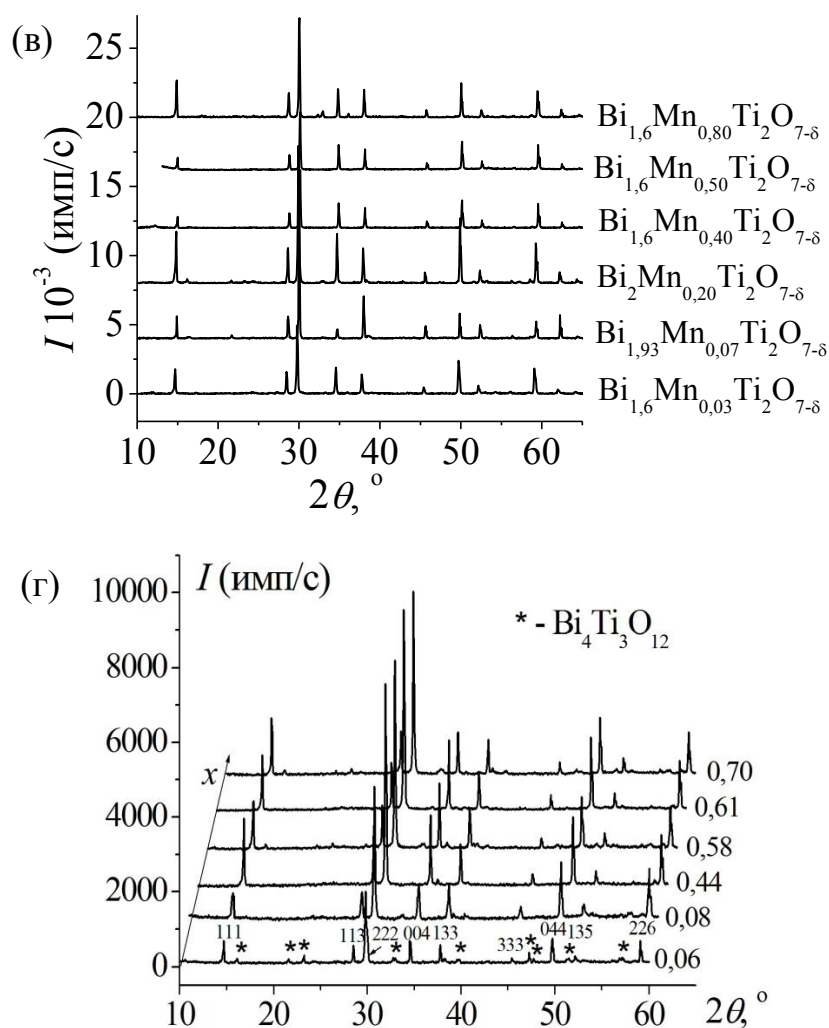 (в)
I 10⁻³ (имп/с)
25
20
15
10
5
0
Bi₁,₆Mn₀,₈₀Ti₂O₇₋δ
Bi₁,₆Mn₀,₅₀Ti₂O₇₋δ
Bi₁,₆Mn₀,₄₀Ti₂O₇₋δ
Bi₂Mn₀,₂₀Ti₂O₇₋δ
Bi₁,₉₃Mn₀,₀₇Ti₂O₇₋δ
Bi₁,₆Mn₀,₀₃Ti₂O₇₋δ
10 20 30 40 50 60
2θ, °
(г)
I (имп/с)
10000
8000
6000
4000
2000
0
* - Bi₄Ti₃O₁₂
x
0,70
0,61
0,58
0,44
0,08
0,06
111 * * * 113 222 * 004 133 * 333 * * 044 135 * * 226
10 20 30 40 50 60 2θ, °